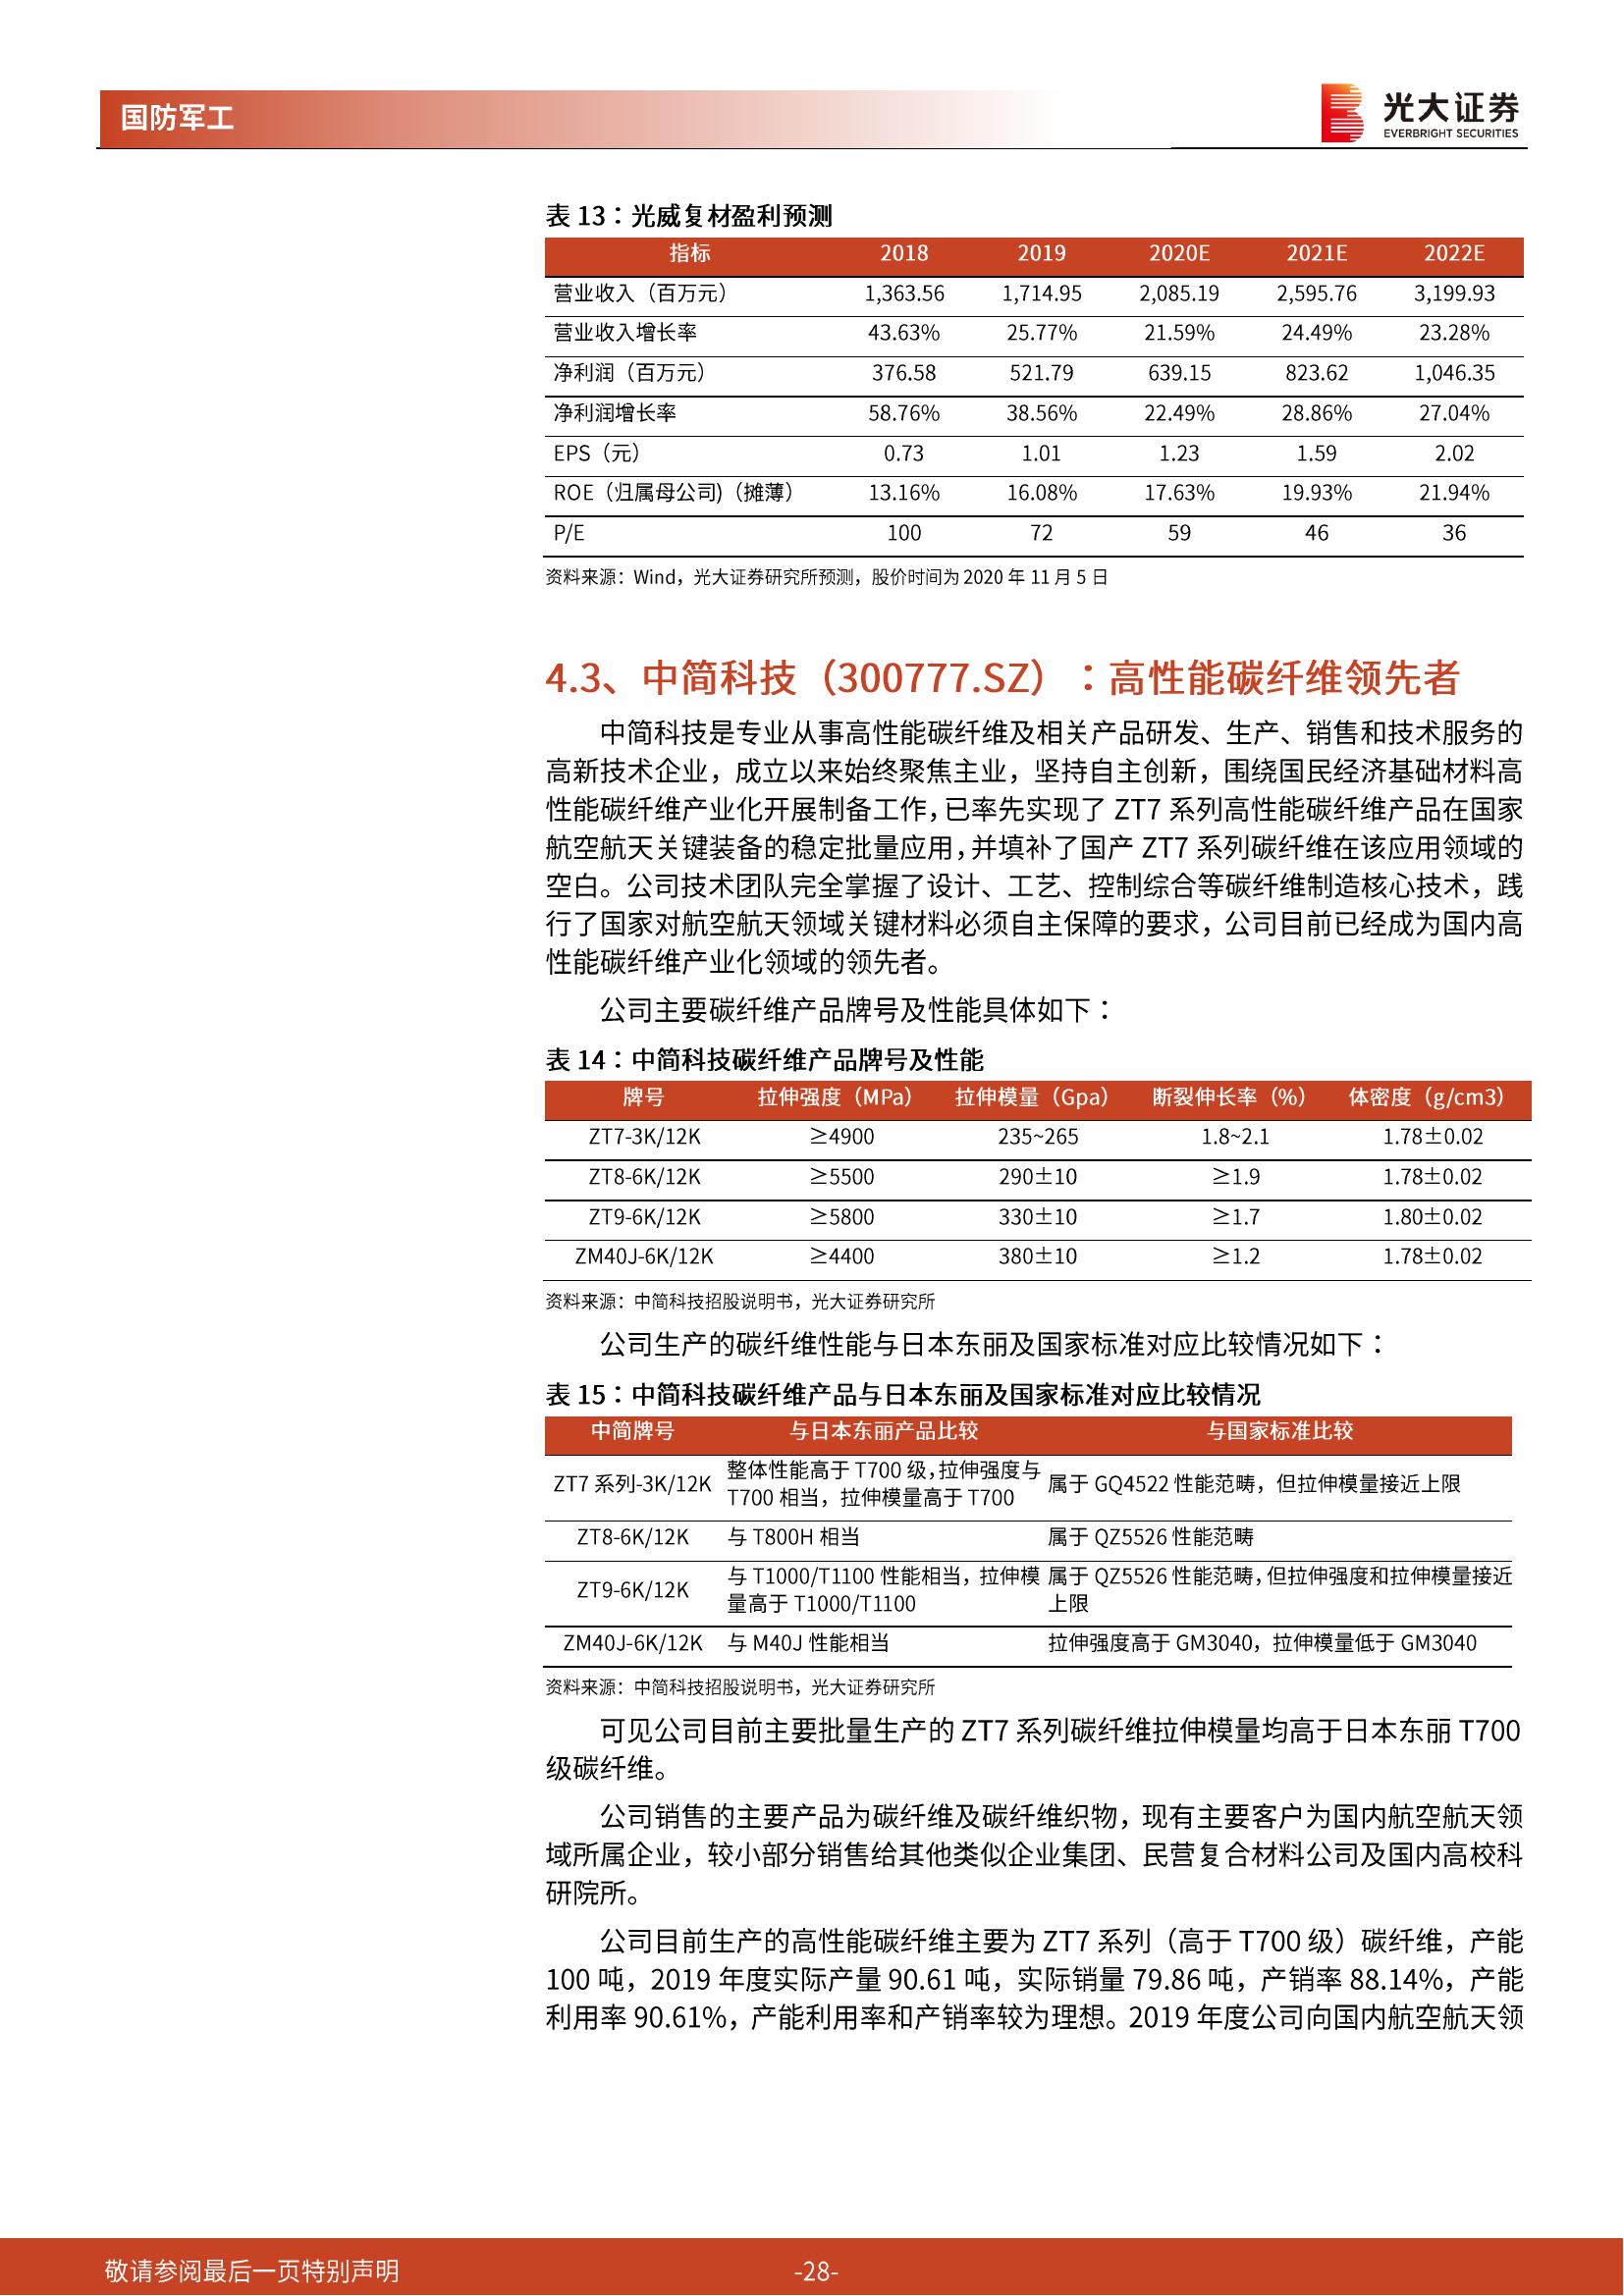 国防军工
光大证券
EVERBRIGHT SECURITIES
表 13：光威复材盈利预测
指标 2018 2019 2020E 2021E 2022E
营业收入（百万元） 1,363.56 1,714.95 2,085.19 2,595.76 3,199.93
营业收入增长率 43.63% 25.77% 21.59% 24.49% 23.28%
净利润（百万元） 376.58 521.79 639.15 823.62 1,046.35
净利润增长率 58.76% 38.56% 22.49% 28.86% 27.04%
EPS（元） 0.73 1.01 1.23 1.59 2.02
ROE（归属母公司)（摊薄） 13.16% 16.08% 17.63% 19.93% 21.94%
P/E 100 72 59 46 36
资料来源：Wind，光大证券研究所预测，股价时间为 2020 年 11 月 5 日
4.3、中简科技（300777.SZ）：高性能碳纤维领先者
中简科技是专业从事高性能碳纤维及相关产品研发、生产、销售和技术服务的
高新技术企业，成立以来始终聚焦主业，坚持自主创新，围绕国民经济基础材料高
性能碳纤维产业化开展制备工作，已率先实现了 ZT7 系列高性能碳纤维产品在国家
航空航天关键装备的稳定批量应用，并填补了国产 ZT7 系列碳纤维在该应用领域的
空白。公司技术团队完全掌握了设计、工艺、控制综合等碳纤维制造核心技术，践
行了国家对航空航天领域关键材料必须自主保障的要求，公司目前已经成为国内高
性能碳纤维产业化领域的领先者。
公司主要碳纤维产品牌号及性能具体如下：
表 14：中简科技碳纤维产品牌号及性能
牌号 拉伸强度（MPa） 拉伸模量（Gpa） 断裂伸长率（%） 体密度（g/cm3）
ZT7-3K/12K ≥4900 235~265 1.8~2.1 1.78±0.02
ZT8-6K/12K ≥5500 290±10 ≥1.9 1.78±0.02
ZT9-6K/12K ≥5800 330±10 ≥1.7 1.80±0.02
ZM40J-6K/12K ≥4400 380±10 ≥1.2 1.78±0.02
资料来源：中简科技招股说明书，光大证券研究所
公司生产的碳纤维性能与日本东丽及国家标准对应比较情况如下：
表 15：中简科技碳纤维产品与日本东丽及国家标准对应比较情况
中简牌号 与日本东丽产品比较 与国家标准比较
ZT7 系列-3K/12K 整体性能高于 T700 级，拉伸强度与
T700 相当，拉伸模量高于 T700 属于 GQ4522 性能范畴，但拉伸模量接近上限
ZT8-6K/12K 与 T800H 相当 属于 QZ5526 性能范畴
ZT9-6K/12K 与 T1000/T1100 性能相当，拉伸模 属于 QZ5526 性能范畴，但拉伸强度和拉伸模量接近
量高于 T1000/T1100 上限
ZM40J-6K/12K 与 M40J 性能相当 拉伸强度高于 GM3040，拉伸模量低于 GM3040
资料来源：中简科技招股说明书，光大证券研究所
可见公司目前主要批量生产的 ZT7 系列碳纤维拉伸模量均高于日本东丽 T700
级碳纤维。
公司销售的主要产品为碳纤维及碳纤维织物，现有主要客户为国内航空航天领
域所属企业，较小部分销售给其他类似企业集团、民营复合材料公司及国内高校科
研院所。
公司目前生产的高性能碳纤维主要为 ZT7 系列（高于 T700 级）碳纤维，产能
100 吨，2019 年度实际产量 90.61 吨，实际销量 79.86 吨，产销率 88.14%，产能
利用率 90.61%，产能利用率和产销率较为理想。2019 年度公司向国内航空航天领
敬请参阅最后一页特别声明
-28-